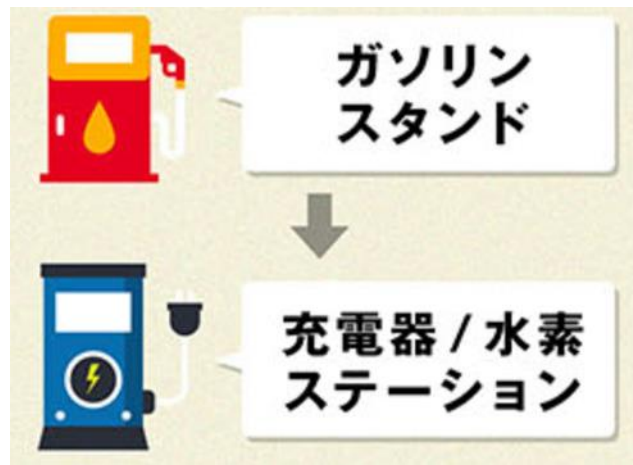 ガソリン
スタンド
充電器/水素
ステーション